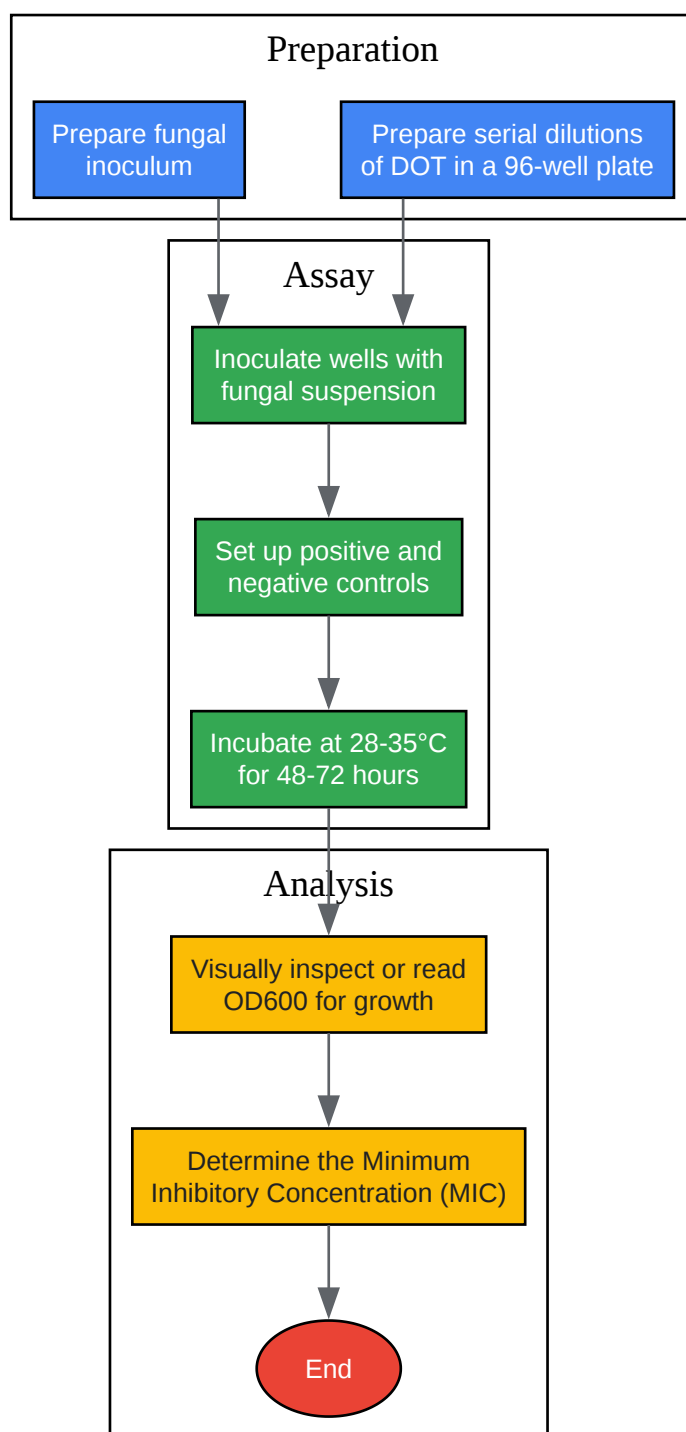 Preparation
Prepare fungal
inoculum
Prepare serial dilutions
of DOT in a 96-well plate
Assay
Inoculate wells with
fungal suspension
Set up positive and
negative controls
Incubate at 28-35°C
for 48-72 hours
Analysis
Visually inspect or read
OD600 for growth
Determine the Minimum
Inhibitory Concentration (MIC)
End